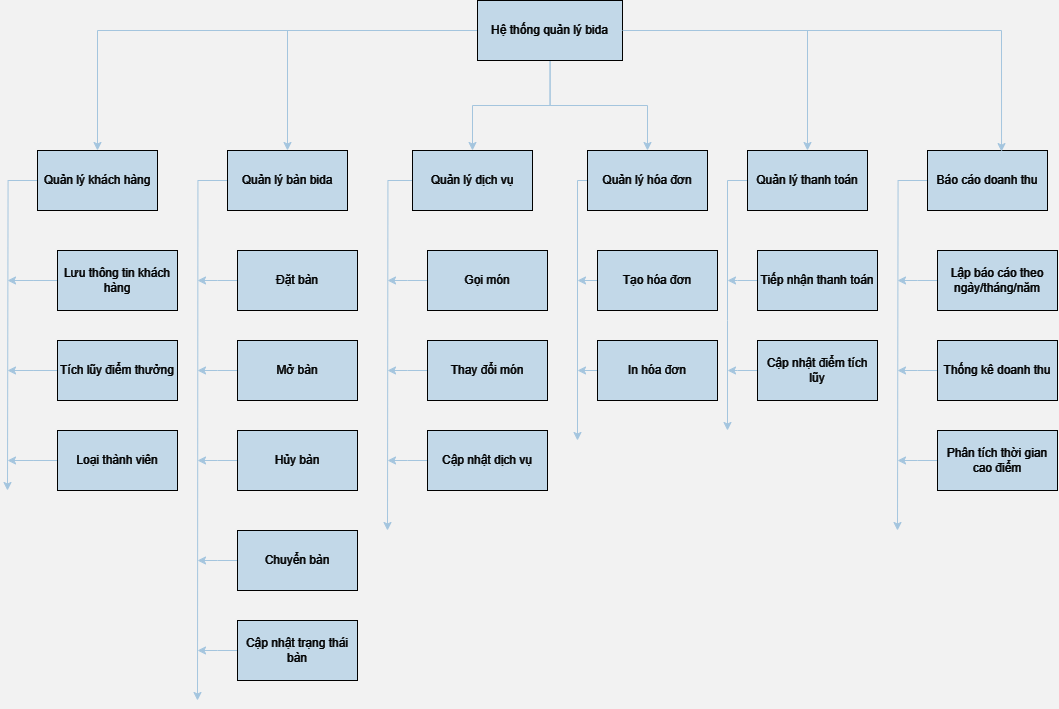 Hệ thống quản lý bida
Quản lý khách hàng
Quản lý bàn bida
Quản lý dịch vụ
Quản lý hóa đơn
Quản lý thanh toán
Báo cáo doanh thu
Lưu thông tin khách
hàng
Đặt bàn
Gọi món
Tạo hóa đơn
Tiếp nhận thanh toán
Lập báo cáo theo
ngày/tháng/năm
Tích lũy điểm thưởng
Mở bàn
Thay đổi món
In hóa đơn
Cập nhật điểm tích
lũy
Thống kê doanh thu
Loại thành viên
Hủy bàn
Cập nhật dịch vụ
Phân tích thời gian
cao điểm
Chuyển bàn
Cập nhật trạng thái
bàn